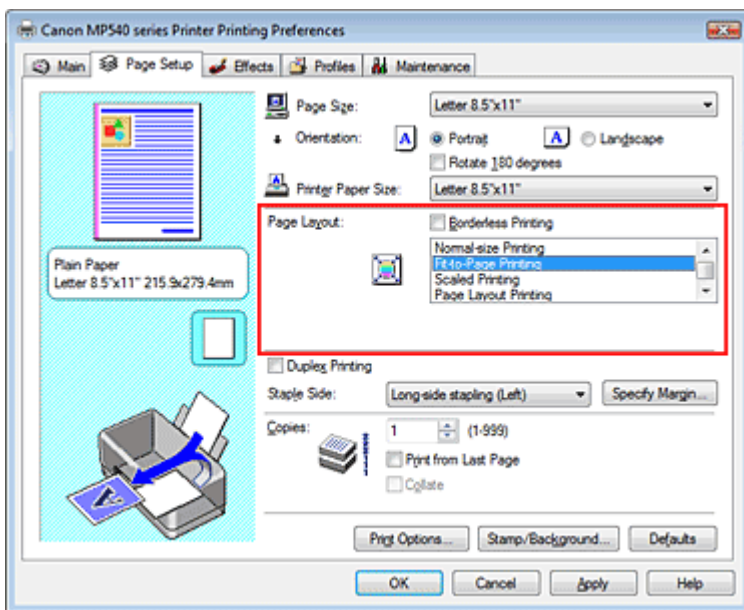 Canon MP540 series Printer Printing Preferences
Main Page Setup Effects Profiles Maintenance
Page Size: Letter 8.5"x11"
Orientation: A Portrait A Landscape
Rotate 180 degrees
Printer Paper Size: Letter 8.5"x11"
Page Layout: Borderless Printing
Normal-size Printing
Fit-to-Page Printing
Scaled Printing
Page Layout Printing
Plain Paper
Letter 8.5"x11" 215.9x279.4mm
Duplex Printing
Staple Side: Long-side stapling (Left) Specify Margin...
Copies: 1 (1-999)
Print from Last Page
Collate
A
Print Options... Stamp/Background... Defaults
OK Cancel Apply Help